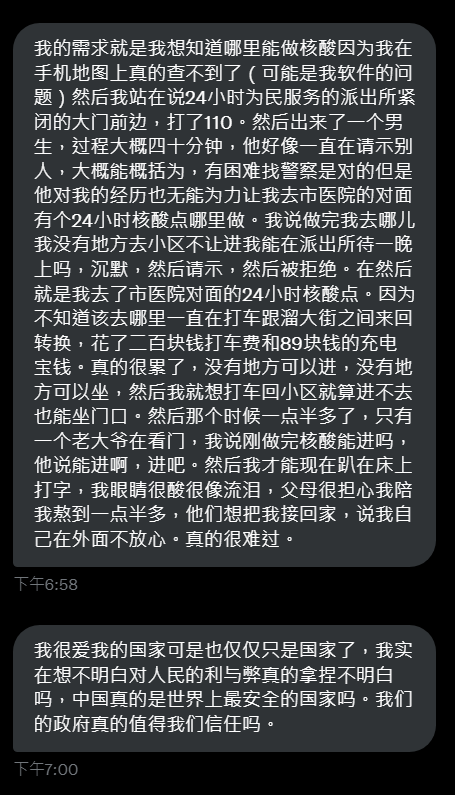 我的需求就是我想知道哪里能做核酸因为我在
手机地图上真的查不到了（可能是我软件的问
题）然后我站在说24小时为民服务的派出所紧
闭的大门前边，打了110。然后出来了一个男
生，过程大概四十分钟，他好像一直在请示别
人，大概能概括为，有困难找警察是对的但是
他对我的经历也无能为力让我去市医院的对面
有个24小时核酸点哪里做。我说做完我去哪儿
我没有地方去小区不让进我能在派出所待一晚
上吗，沉默，然后请示，然后被拒绝。在然后
就是我去了市医院对面的24小时核酸点。因为
不知道该去哪里一直在打车跟溜大街之间来回
转换，花了二百块钱打车费和89块钱的充电
宝钱。真的很累了，没有地方可以进，没有地
方可以坐，然后我就想打车回小区就算进不去
也能坐门口。然后那个时候一点半多了，只有
一个老大爷在看门，我说刚做完核酸能进吗，
他说能进啊，进吧。然后我才能现在趴在床上
打字，我眼睛很酸很像流泪，父母很担心我陪
我熬到一点半多，他们想把我接回家，说我自
己在外面不放心。真的很难过。
下午6:58
我很爱我的国家可是也仅仅只是国家了，我实
在想不明白对人民的利与弊真的拿捏不明白
吗，中国真的是世界上最安全的国家吗。我们
的政府真的值得我们信任吗。
下午7:00